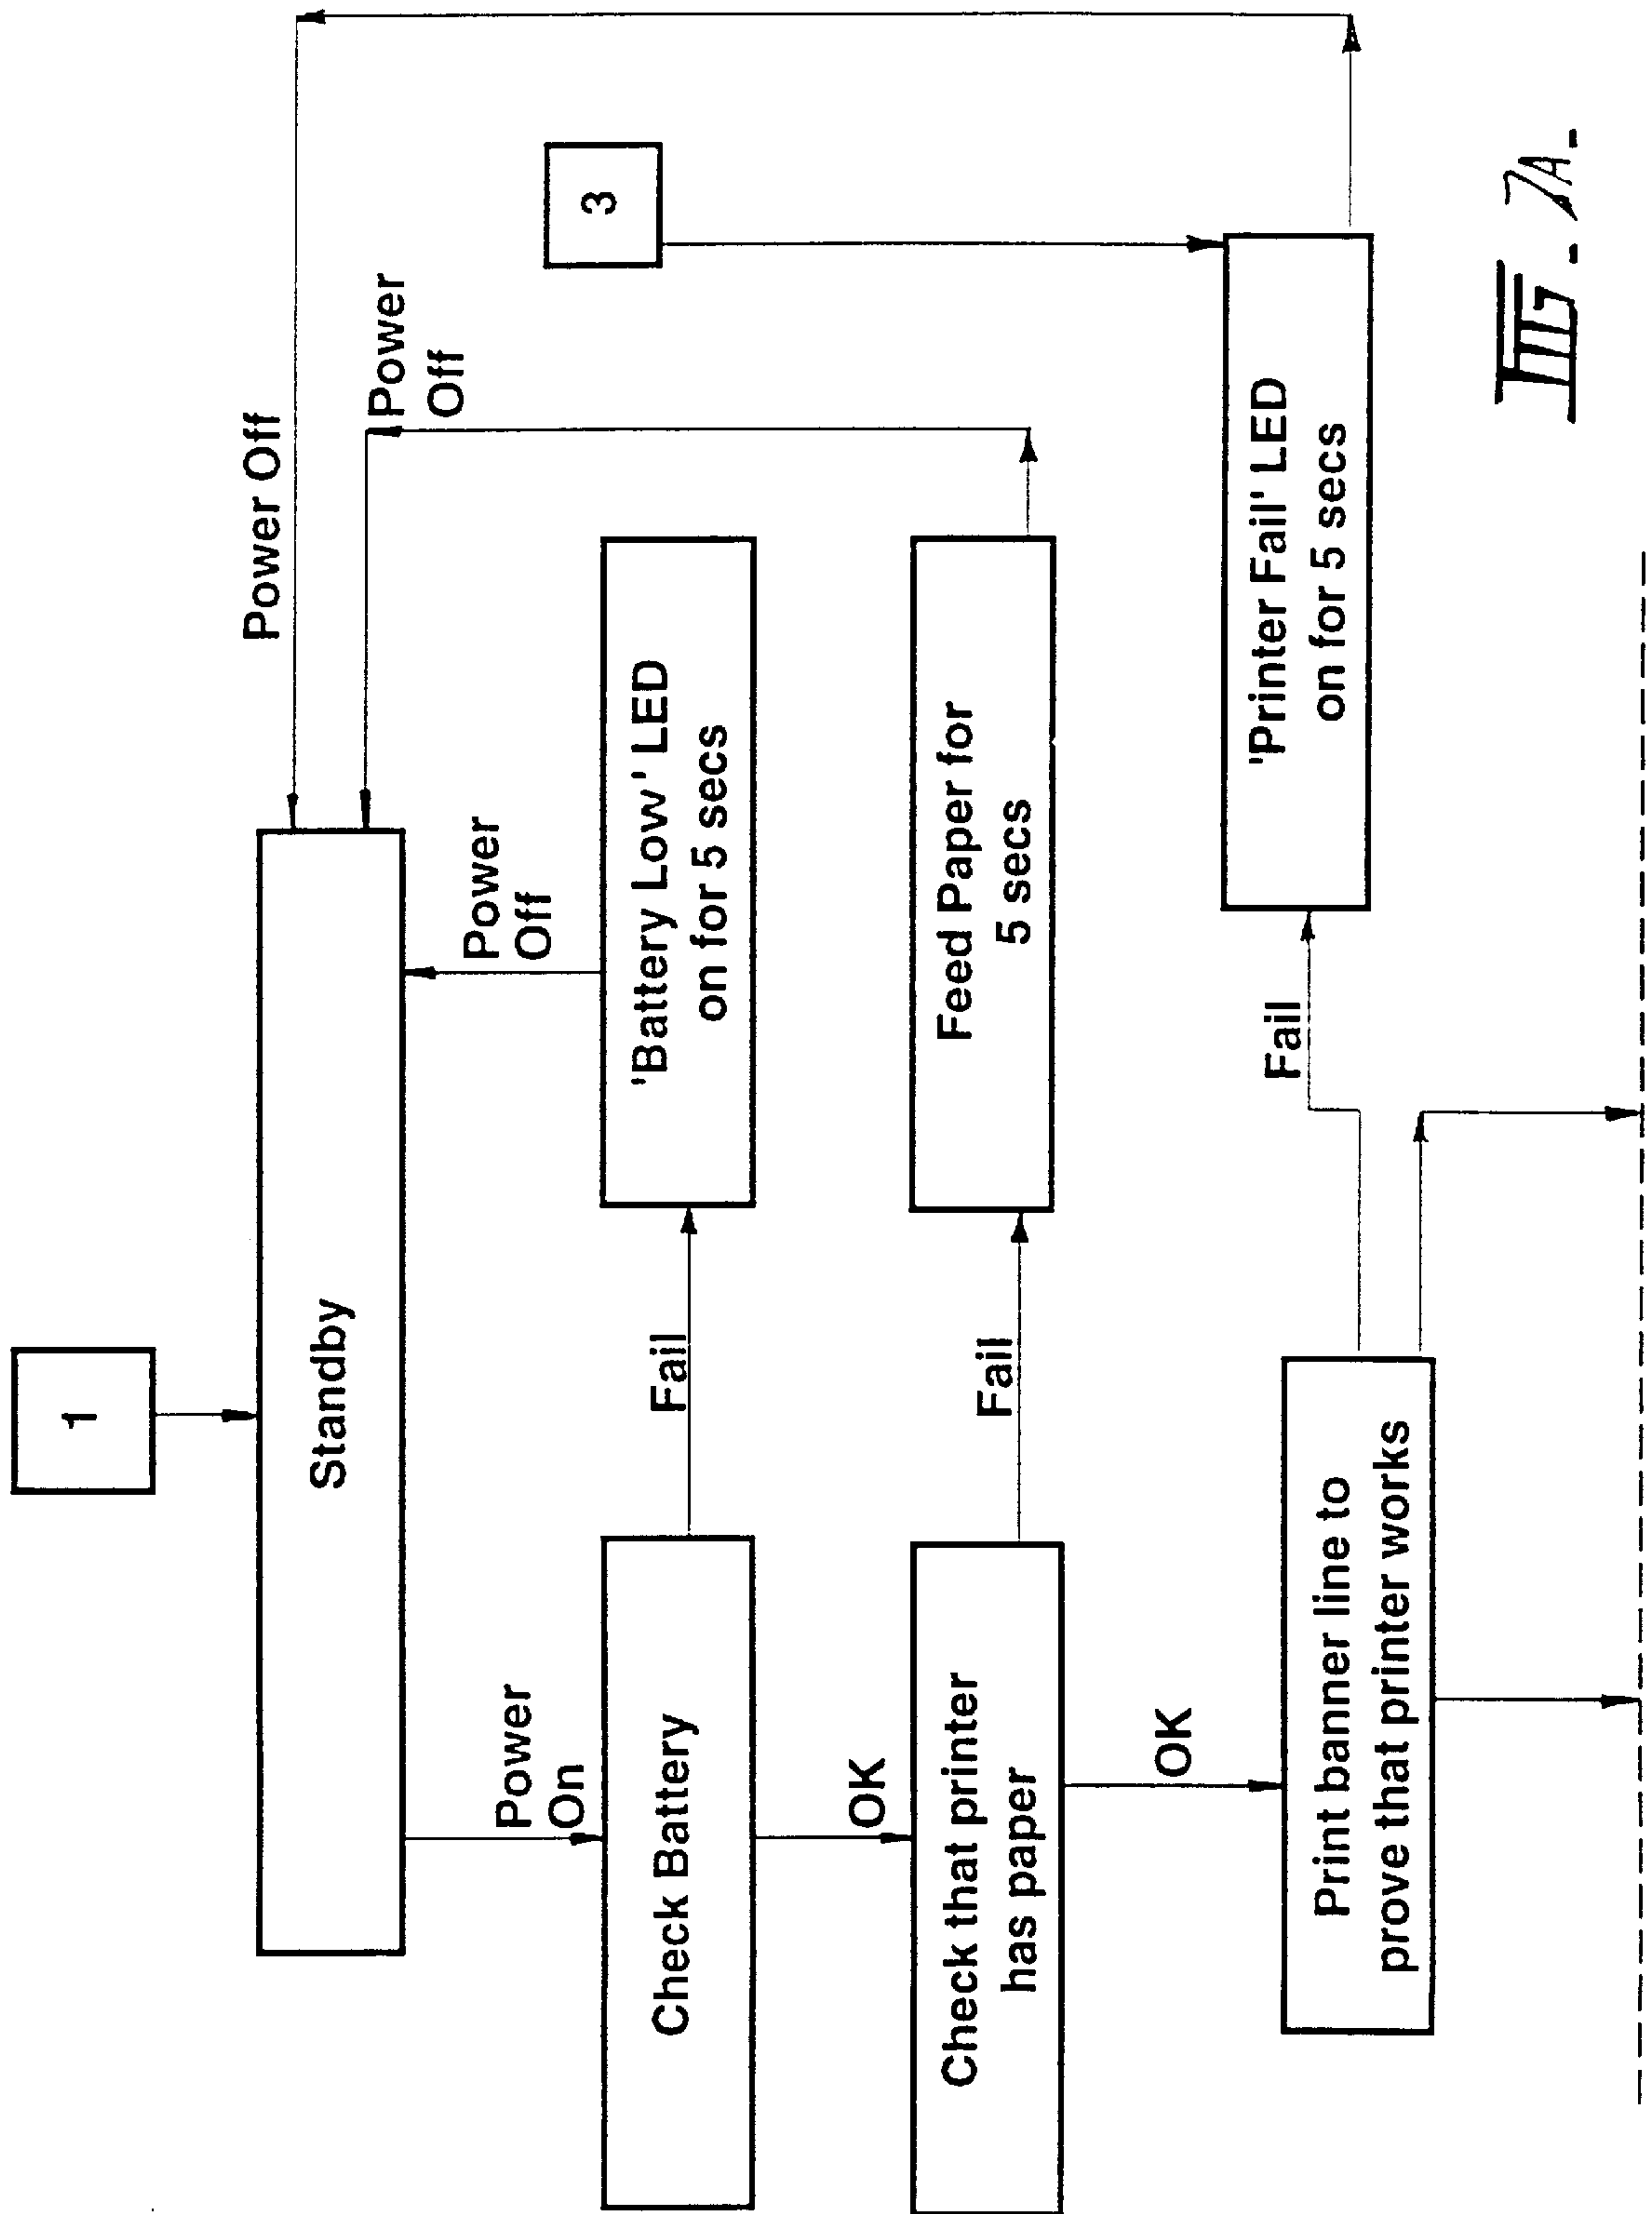 1
Power Off
Standby
Power
Off
Power
Off
Power
On
3
Check Battery
Fail
'Battery Low' LED
on for 5 secs
OK
Check that printer
has paper
Fail
Feed Paper for
5 secs
OK
Print banner line to
prove that printer works
Fail
'Printer Fail' LED
on for 5 secs
FIG. 7A.